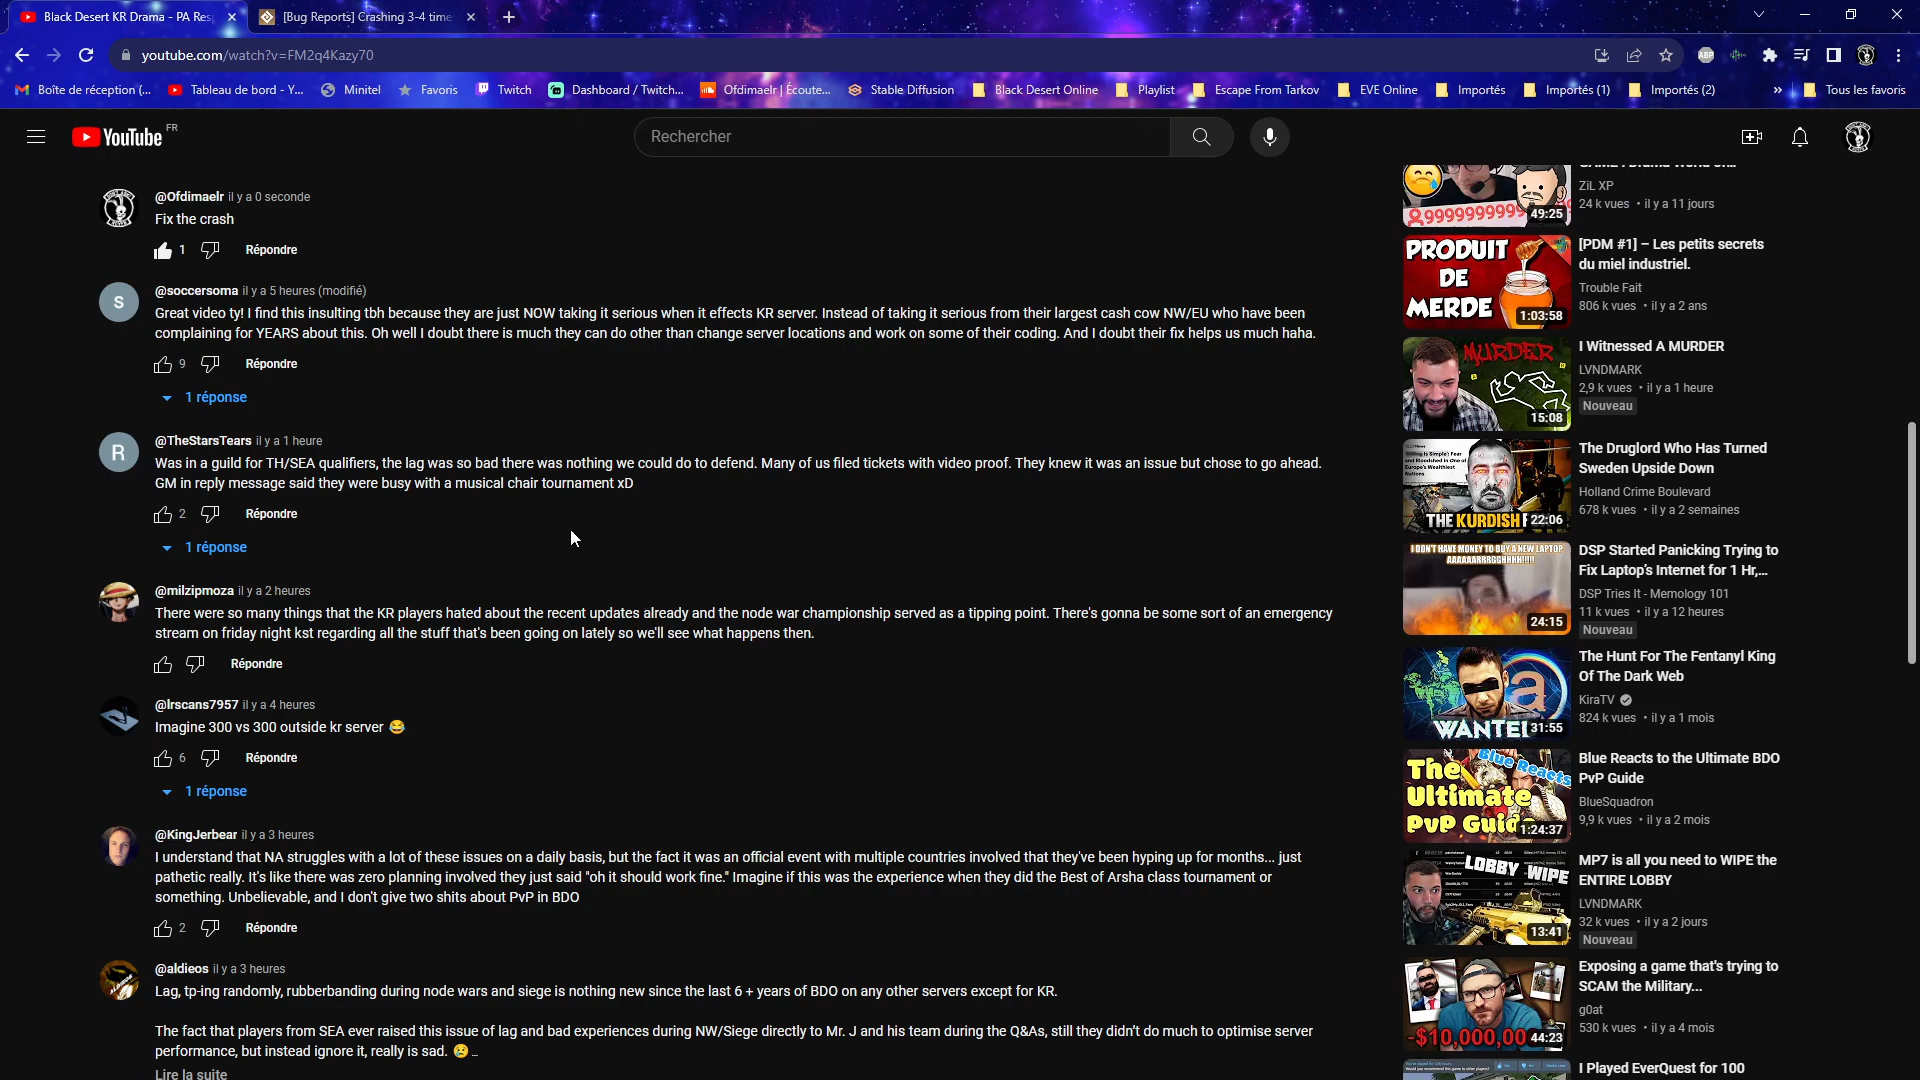 Black Desert KR Drama - PA Res
[Bug Reports] Crashing 3-4 time
youtube.com/watch?v=FM2q4Kazy70
ABP
Boîte de réception (...
Tableau de bord - Y...
Minitel
Favoris
Twitch
Dashboard / Twitch...
Ofdimaelr | Écoute...
Stable Diffusion
Black Desert Online
Playlist
Escape From Tarkov
EVE Online
Importés
Importés (1)
Importés (2)
»
Tous les favoris
YouTube FR
Rechercher
@Ofdimaelr il y a 0 seconde
Fix the crash
1 Répondre
S
@soccersoma il y a 5 heures (modifié)
Great video ty! I find this insulting tbh because they are just NOW taking it serious when it effects KR server. Instead of taking it serious from their largest cash cow NW/EU who have been
complaining for YEARS about this. Oh well I doubt there is much they can do other than change server locations and work on some of their coding. And I doubt their fix helps us much haha.
9 Répondre
1 réponse
R
@TheStarsTears il y a 1 heure
Was in a guild for TH/SEA qualifiers, the lag was so bad there was nothing we could do to defend. Many of us filed tickets with video proof. They knew it was an issue but chose to go ahead.
GM in reply message said they were busy with a musical chair tournament xD
2 Répondre
1 réponse
@milzipmoza il y a 2 heures
There were so many things that the KR players hated about the recent updates already and the node war championship served as a tipping point. There's gonna be some sort of an emergency
stream on friday night kst regarding all the stuff that's been going on lately so we'll see what happens then.
Répondre
@lrscans7957 il y a 4 heures
Imagine 300 vs 300 outside kr server 😂
6 Répondre
1 réponse
@KingJerbear il y a 3 heures
I understand that NA struggles with a lot of these issues on a daily basis, but the fact it was an official event with multiple countries involved that they've been hyping up for months... just
pathetic really. It's like there was zero planning involved they just said "oh it should work fine." Imagine if this was the experience when they did the Best of Arsha class tournament or
something. Unbelievable, and I don't give two shits about PvP in BDO
2 Répondre
@aldieos il y a 3 heures
Lag, tp-ing randomly, rubberbanding during node wars and siege is nothing new since the last 6 + years of BDO on any other servers except for KR.
The fact that players from SEA ever raised this issue of lag and bad experiences during NW/Siege directly to Mr. J and his team during the Q&As, still they didn't do much to optimise server
performance, but instead ignore it, really is sad. 😢 ..
Lire la suite
49:25
ZiL XP
24 k vues • il y a 11 jours
PRODUIT
DE
MERDE
1:03:58
[PDM #1] – Les petits secrets
du miel industriel.
Trouble Fait
806 k vues • il y a 2 ans
MURDER
15:08
I Witnessed A MURDER
LVNDMARK
2,9 k vues • il y a 1 heure
Nouveau
THE KURDISH
22:06
The Druglord Who Has Turned
Sweden Upside Down
Holland Crime Boulevard
678 k vues • il y a 2 semaines
I DON'T HAVE MONEY TO BUY A NEW LAPTOP
AAAAAARRRGGHHHH!!!!!
24:15
DSP Started Panicking Trying to
Fix Laptop's Internet for 1 Hr,...
DSP Tries It - Memology 101
11 k vues • il y a 12 heures
Nouveau
WANTED
31:55
The Hunt For The Fentanyl King
Of The Dark Web
KiraTV
824 k vues • il y a 1 mois
Blue Reacts
The
Ultimate
PvP Guide
1:24:37
Blue Reacts to the Ultimate BDO
PvP Guide
BlueSquadron
9,9 k vues • il y a 2 mois
LOBBY WIPE
13:41
MP7 is all you need to WIPE the
ENTIRE LOBBY
LVNDMARK
32 k vues • il y a 2 jours
Nouveau
-$10,000,00
44:23
Exposing a game that's trying to
SCAM the Military...
g0at
530 k vues • il y a 4 mois
I Played EverQuest for 100